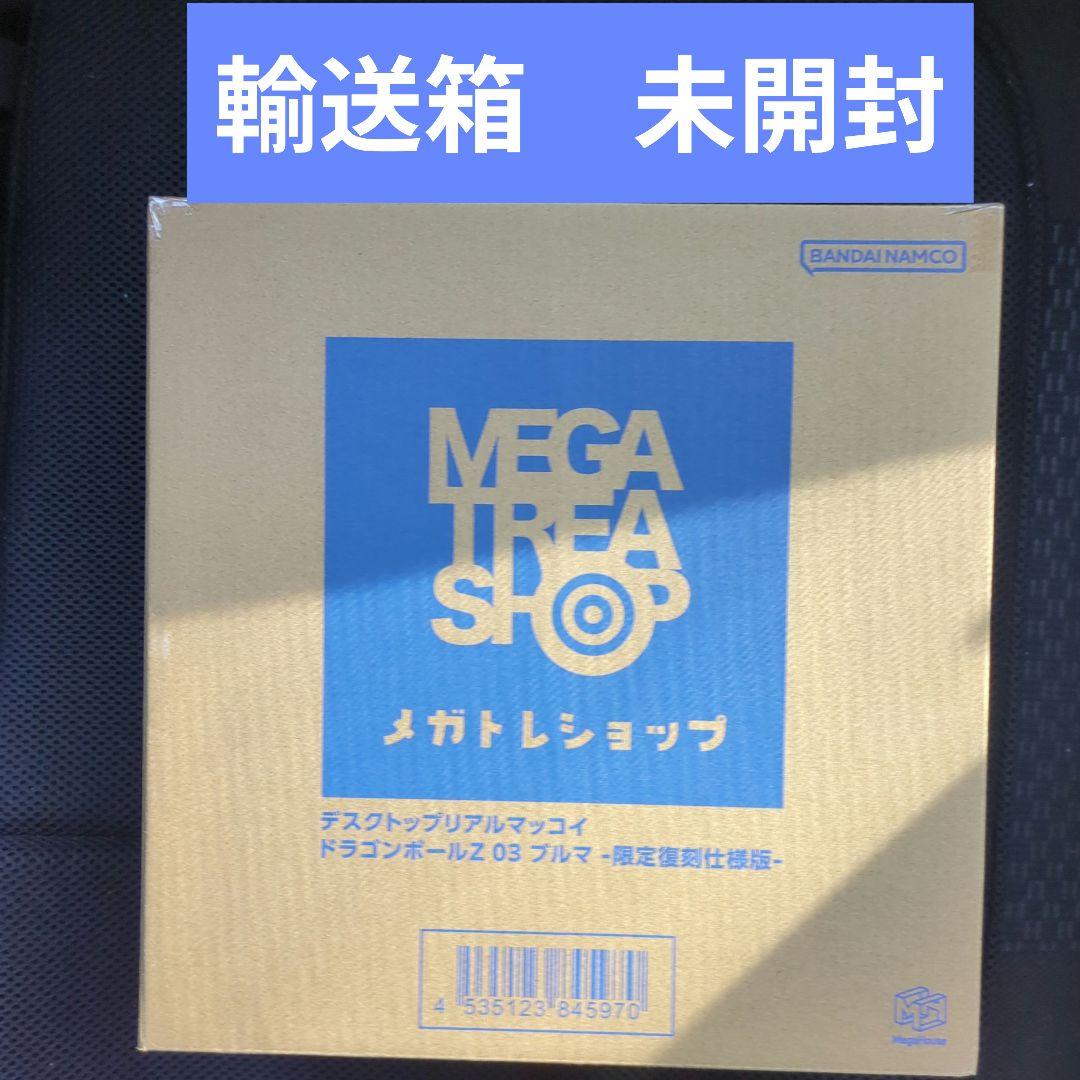 輸送箱　未開封
BANDAI NAMCO
MEGA
TREA
SHOP
メガトレショップ
デスクトップリアルマッコイ
ドラゴンボールZ 03 ブルマ -限定復刻仕様版-
4 535123 845970
MegaHouse